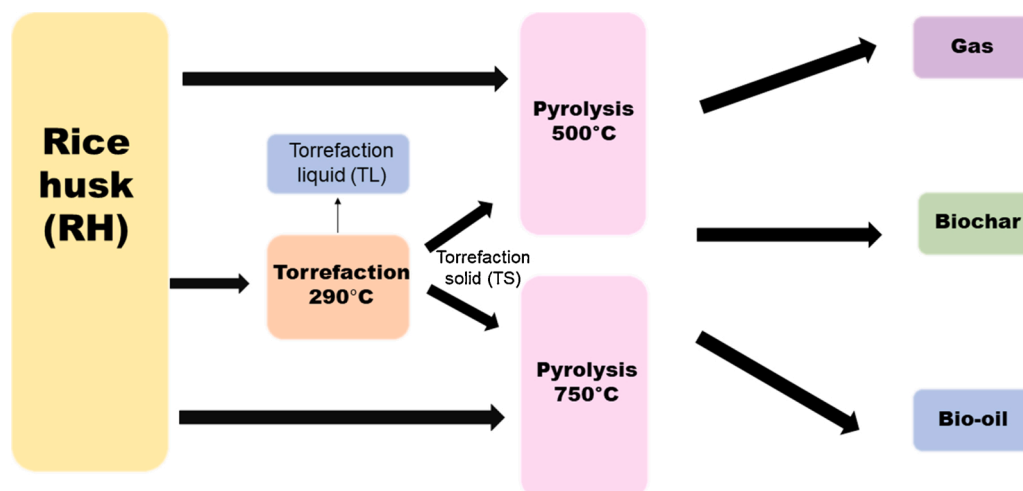 Rice
husk
(RH)
Torrefaction
liquid (TL)
Torrefaction
290°C
Torrefaction
solid (TS)
Pyrolysis
500°C
Pyrolysis
750°C
Gas
Biochar
Bio-oil